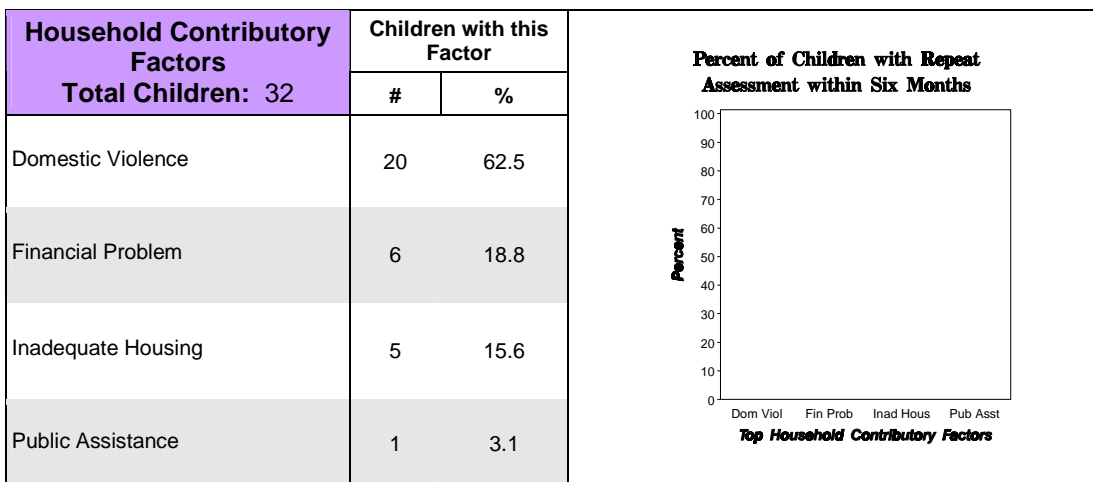 Household Contributory
Factors
Total Children: 32
Children with this
Factor
# %
Domestic Violence 20 62.5
Financial Problem 6 18.8
Inadequate Housing 5 15.6
Public Assistance 1 3.1
Percent of Children with Repeat
Assessment within Six Months
100
90
80
70
60
50
40
30
20
10
0
Percent
Dom Viol Fin Prob Inad Hous Pub Asst
Top Household Contributory Factors